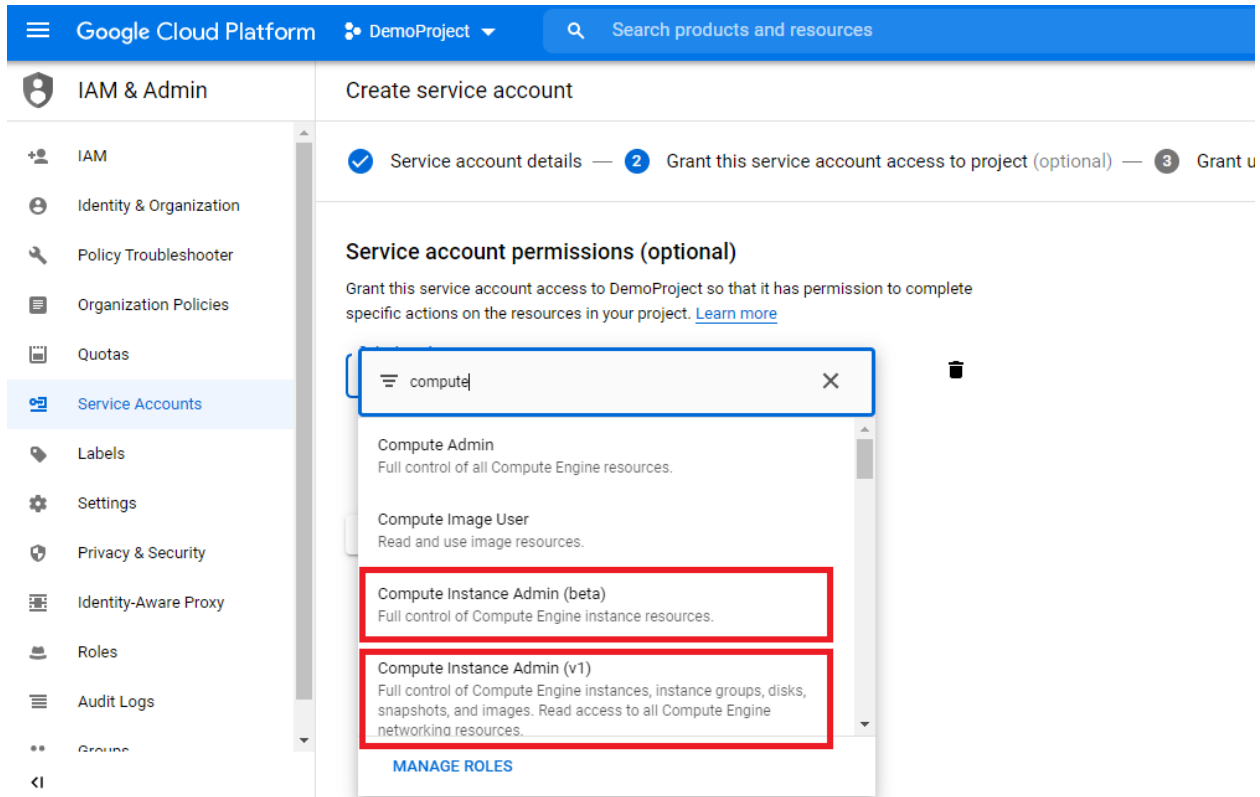 Google Cloud Platform DemoProject Search products and resources
IAM & Admin
Create service account
IAM
Identity & Organization
Policy Troubleshooter
Organization Policies
Quotas
Service Accounts
Labels
Settings
Privacy & Security
Identity-Aware Proxy
Roles
Audit Logs
Groups
Service account details — 2 Grant this service account access to project (optional) — 3 Grant u
Service account permissions (optional)
Grant this service account access to DemoProject so that it has permission to complete
specific actions on the resources in your project. Learn more
compute
Compute Admin
Full control of all Compute Engine resources.
Compute Image User
Read and use image resources.
Compute Instance Admin (beta)
Full control of Compute Engine instance resources.
Compute Instance Admin (v1)
Full control of Compute Engine instances, instance groups, disks,
snapshots, and images. Read access to all Compute Engine
networking resources.
MANAGE ROLES